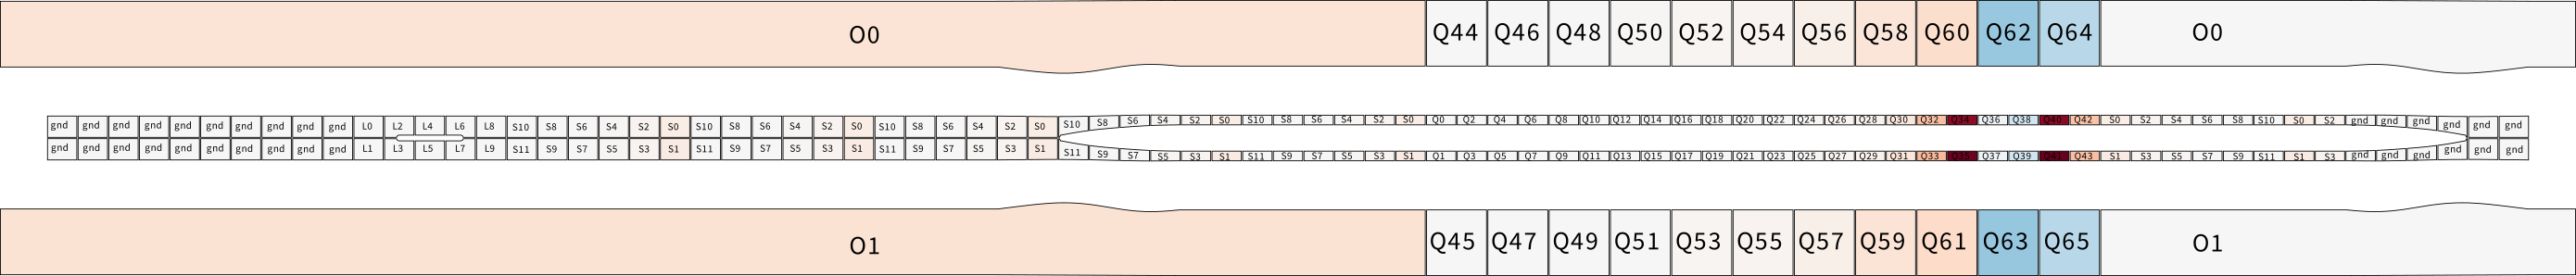 O0 Q44 Q46 Q48 Q50 Q52 Q54 Q56 Q58 Q60 Q62 Q64 O0
gnd gnd gnd gnd gnd gnd gnd gnd gnd gnd L0 L2 L4 L6 L8 S10 S8 S6 S4 S2 S0 S10 S8 S6 S4 S2 S0 S10 S8 S6 S4 S2 S0 S10 S8 S6 S4 S2 S0 S10 S8 S6 S4 S2 S0 Q0 Q2 Q4 Q6 Q8 Q10 Q12 Q14 Q16 Q18 Q20 Q22 Q24 Q26 Q28 Q30 Q32 Q34 Q36 Q38 Q40 Q42 S0 S2 S4 S6 S8 S10 S0 S2 gnd gnd gnd gnd gnd gnd
gnd gnd gnd gnd gnd gnd gnd gnd gnd gnd L1 L3 L5 L7 L9 S11 S9 S7 S5 S3 S1 S11 S9 S7 S5 S3 S1 S11 S9 S7 S5 S3 S1 S11 S9 S7 S5 S3 S1 S11 S9 S7 S5 S3 S1 Q1 Q3 Q5 Q7 Q9 Q11 Q13 Q15 Q17 Q19 Q21 Q23 Q25 Q27 Q29 Q31 Q33 Q35 Q37 Q39 Q41 Q43 S1 S3 S5 S7 S9 S11 S1 S3 gnd gnd gnd gnd gnd gnd
O1 Q45 Q47 Q49 Q51 Q53 Q55 Q57 Q59 Q61 Q63 Q65 O1